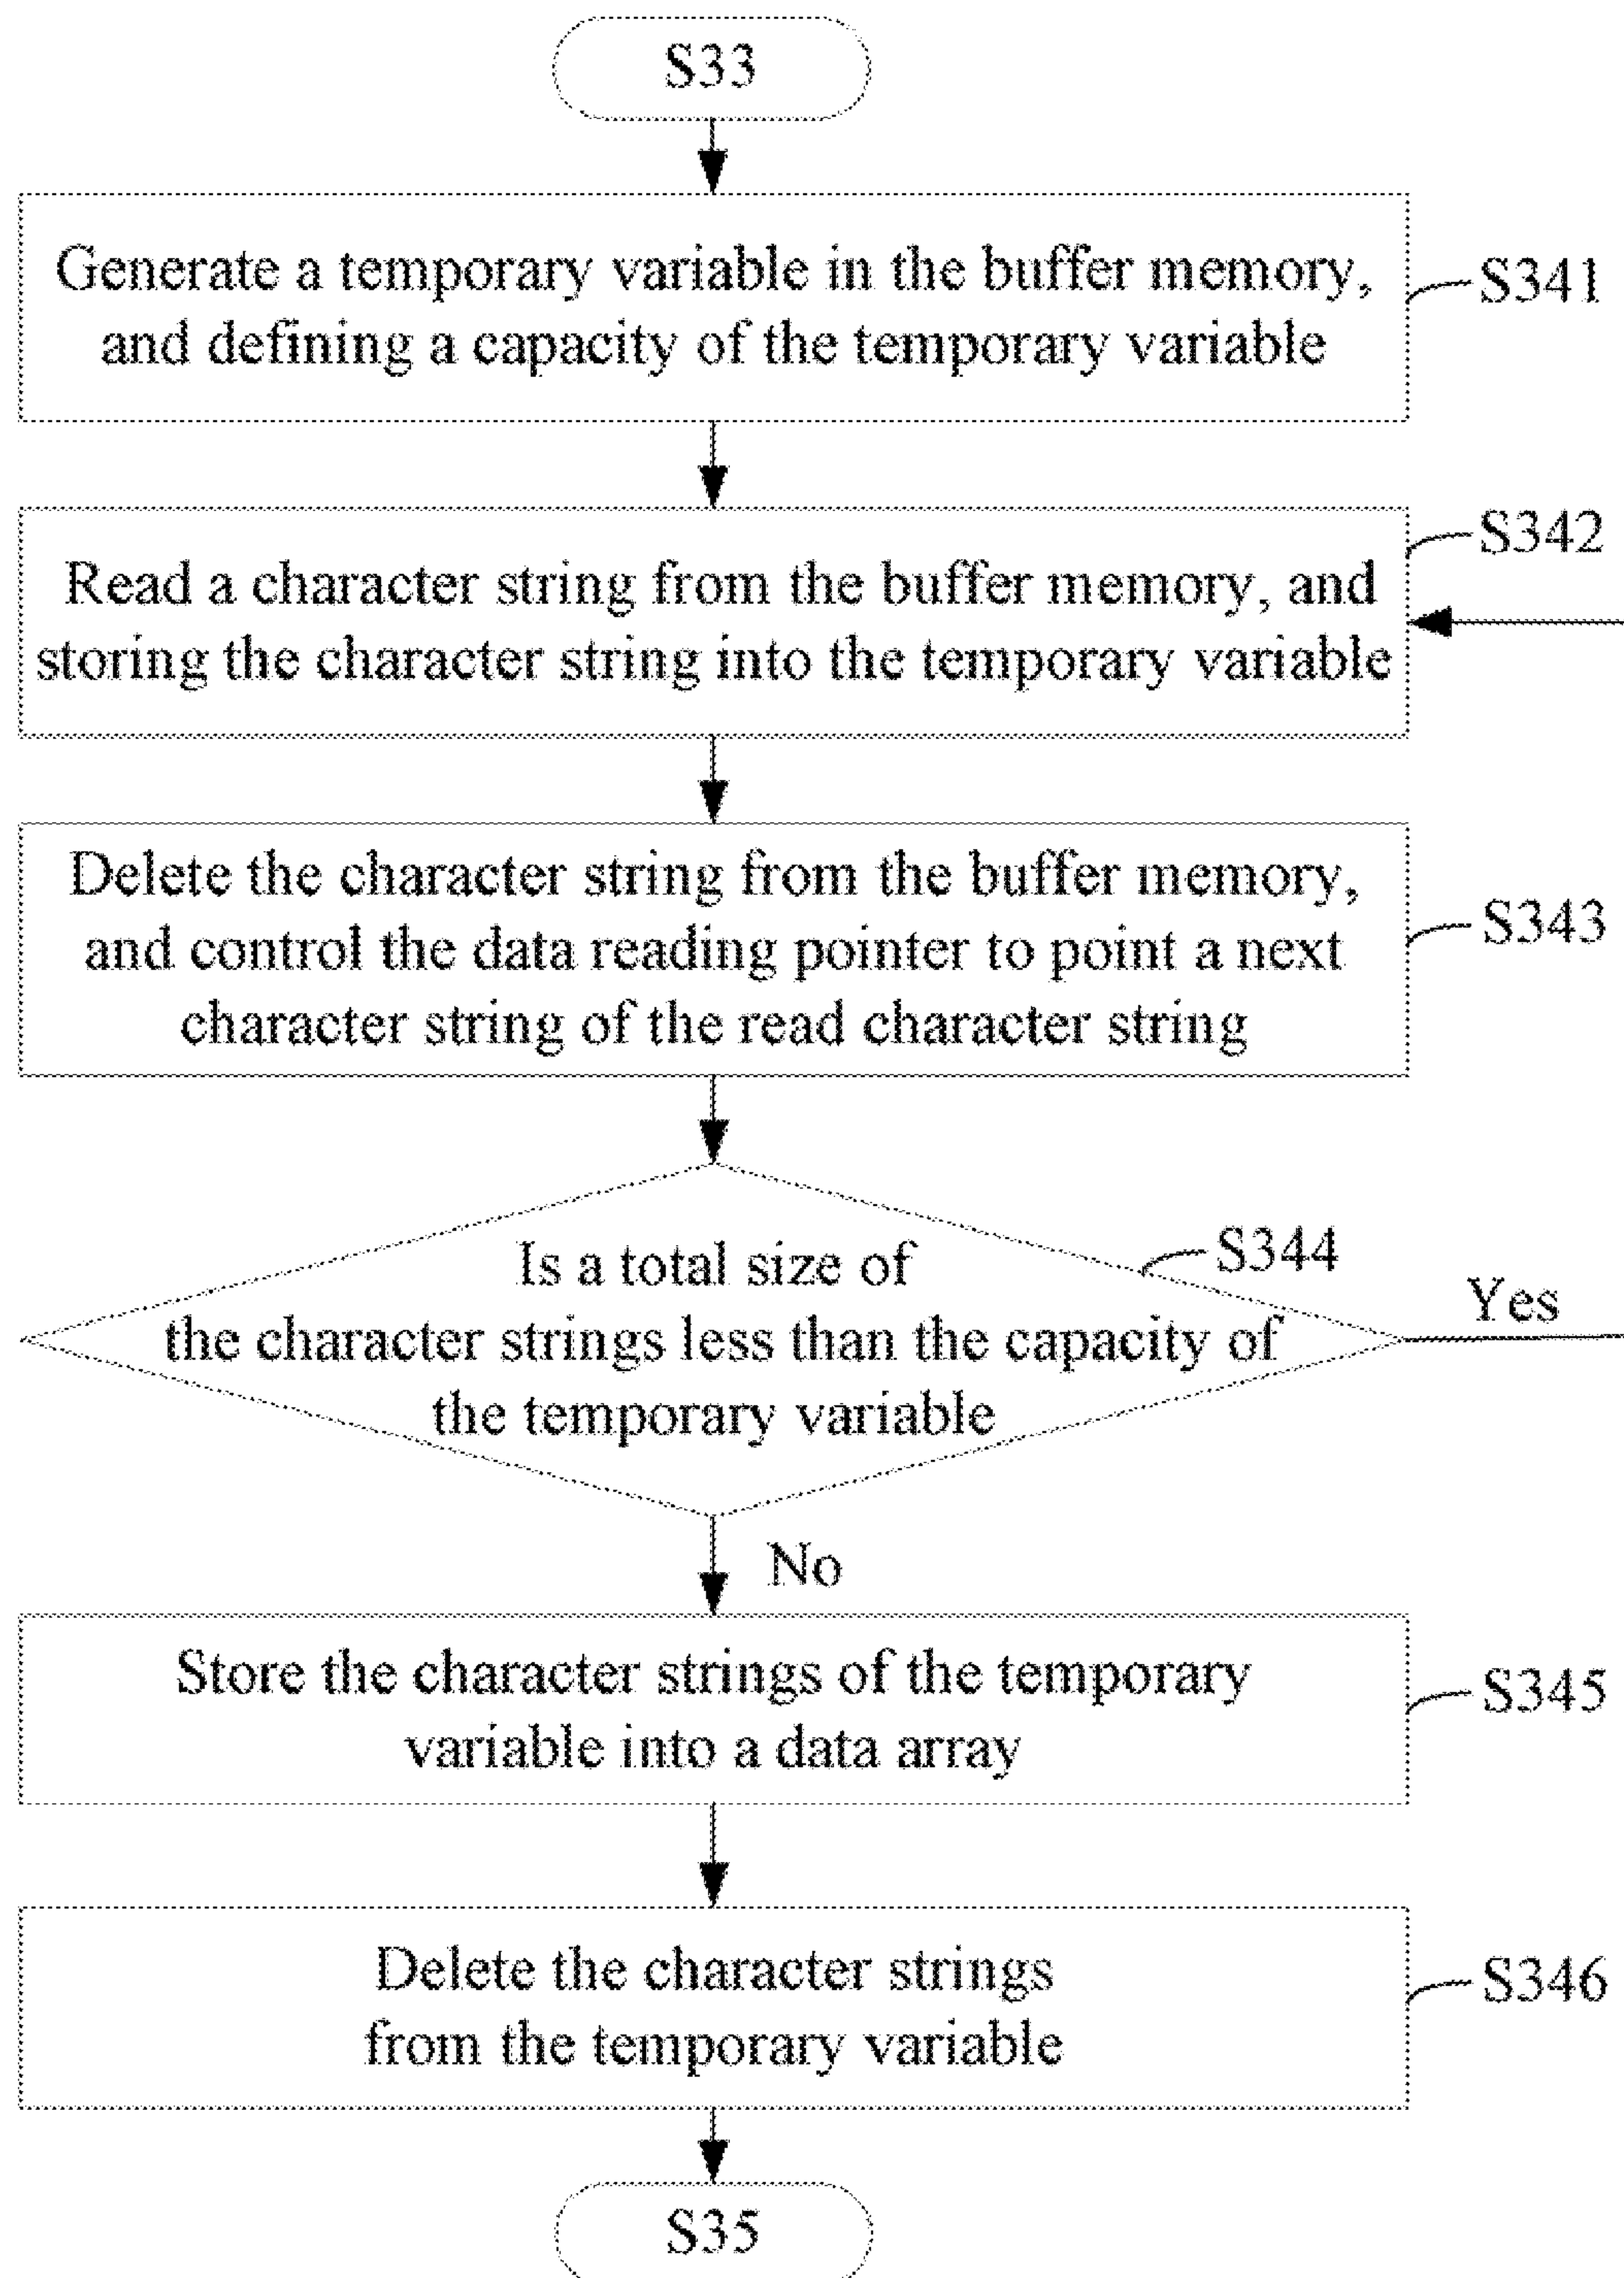 S33
Generate a temporary variable in the buffer memory,
and defining a capacity of the temporary variable
S341
S342
Read a character string from the buffer memory, and
storing the character string into the temporary variable
Delete the character string from the buffer memory,
and control the data reading pointer to point a next
character string of the read character string
S343
S344
Is a total size of
the character strings less than the capacity of
the temporary variable
Yes
No
Store the character strings of the temporary
variable into a data array
S345
Delete the character strings
from the temporary variable
S346
S35